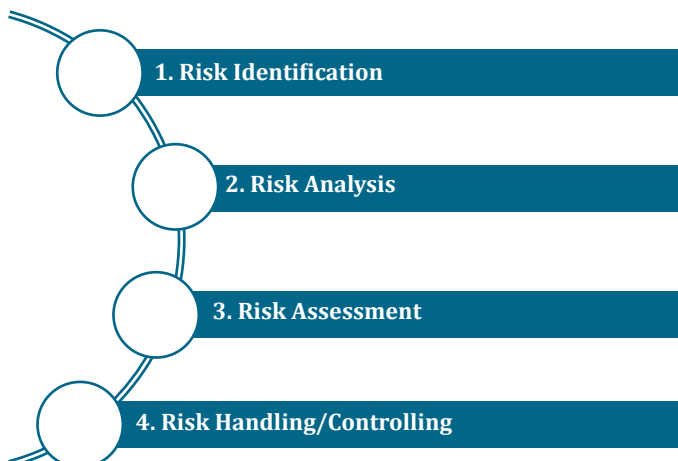 1. Risk Identification
2. Risk Analysis
3. Risk Assessment
4. Risk Handling/Controlling